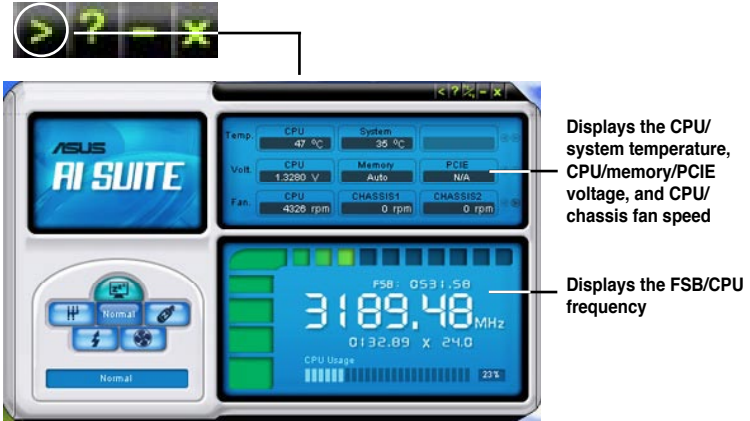 > ? - x
< ? - x
ASUS
AI SUITE
Temp. CPU System
47 °C 35 °C
Volt. CPU Memory PCIE
1.3280 V Auto N/A
Fan. CPU CHASSIS1 CHASSIS2
4326 rpm 0 rpm 0 rpm
Displays the CPU/
system temperature,
CPU/memory/PCIE
voltage, and CPU/
chassis fan speed
FSB: 0531.58
3189.48 MHz
0132.89 x 24.0
CPU Usage
23%
Displays the FSB/CPU
frequency
Normal
Normal